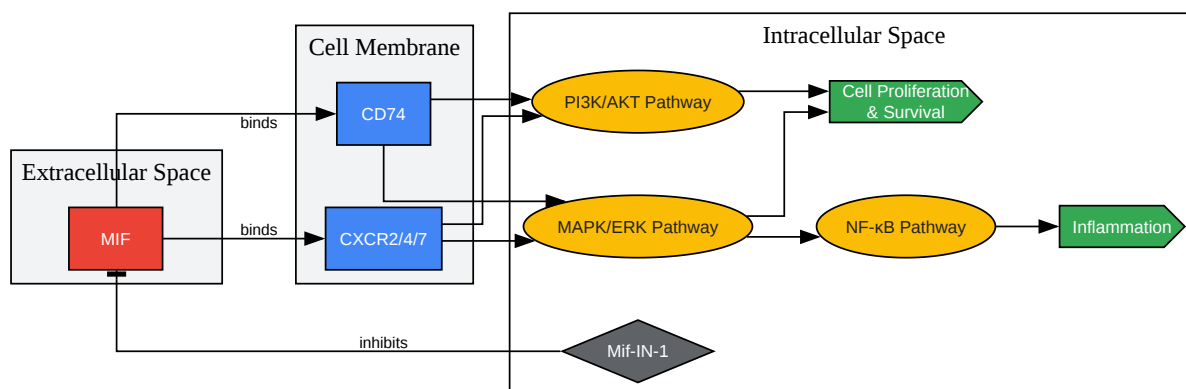 Intracellular Space
Cell Membrane
Extracellular Space
CD74
PI3K/AKT Pathway
Cell Proliferation
& Survival
binds
MIF
binds
CXCR2/4/7
MAPK/ERK Pathway
NF-κB Pathway
Inflammation
inhibits
Mif-IN-1